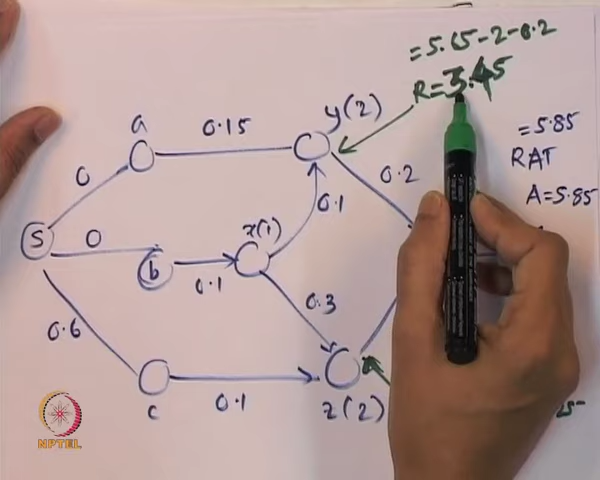 = 5.65-2-0.2
R=3.45
y(2)
a
0.15
= 5.85
RAT
0
0.2
A=5.85
0.1
x(1)
S
0
b
0.1
0.3
0.6
c
0.1
z(2)
NPTEL